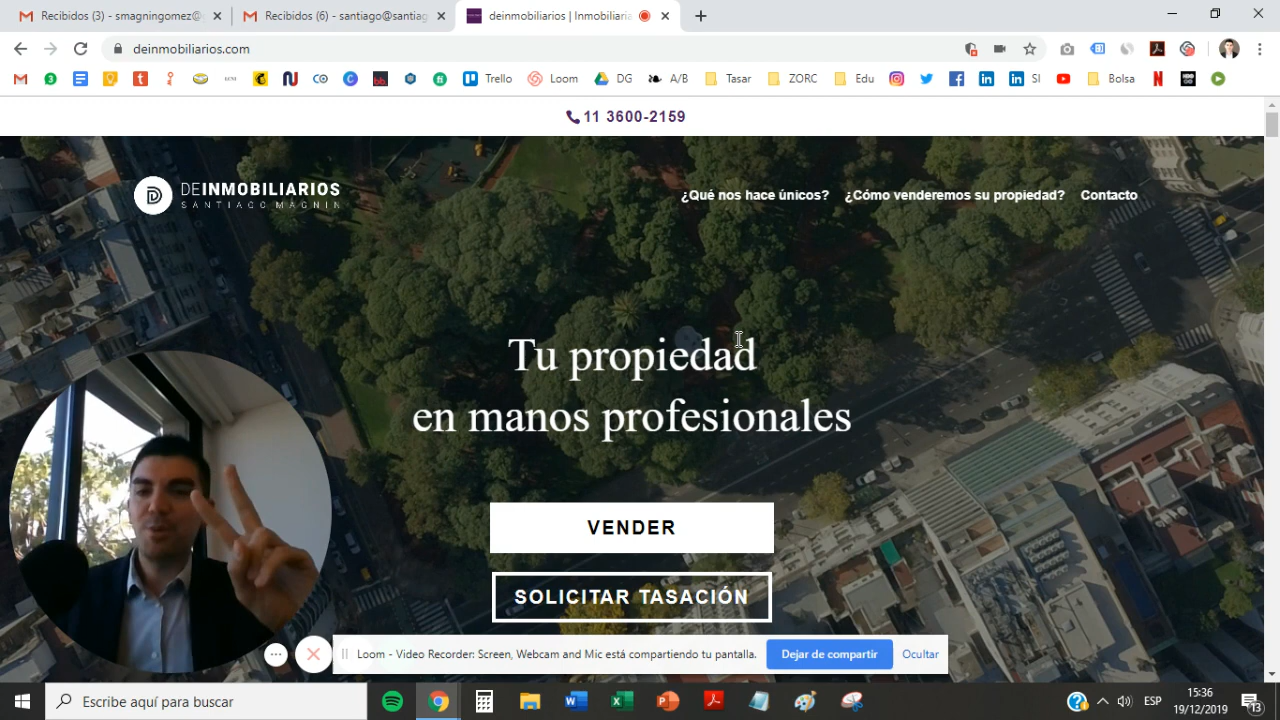 Recibidos (3) - smagningomez@
Recibidos (6) - santiago@santiag
deinmobiliarios | Inmobiliaria
deinmobiliarios.com
Trello
Loom
DG
A/B
Tasar
ZORC
Edu
SI
Bolsa
11 3600-2159
DEINMOBILIARIOS
SANTIAGO MAGNIN
¿Qué nos hace únicos?
¿Cómo venderemos su propiedad?
Contacto
Tu propiedad
en manos profesionales
VENDER
SOLICITAR TASACIÓN
Loom - Video Recorder: Screen, Webcam and Mic está compartiendo tu pantalla.
Dejar de compartir
Ocultar
Escribe aquí para buscar
ESP
15:36
19/12/2019
13